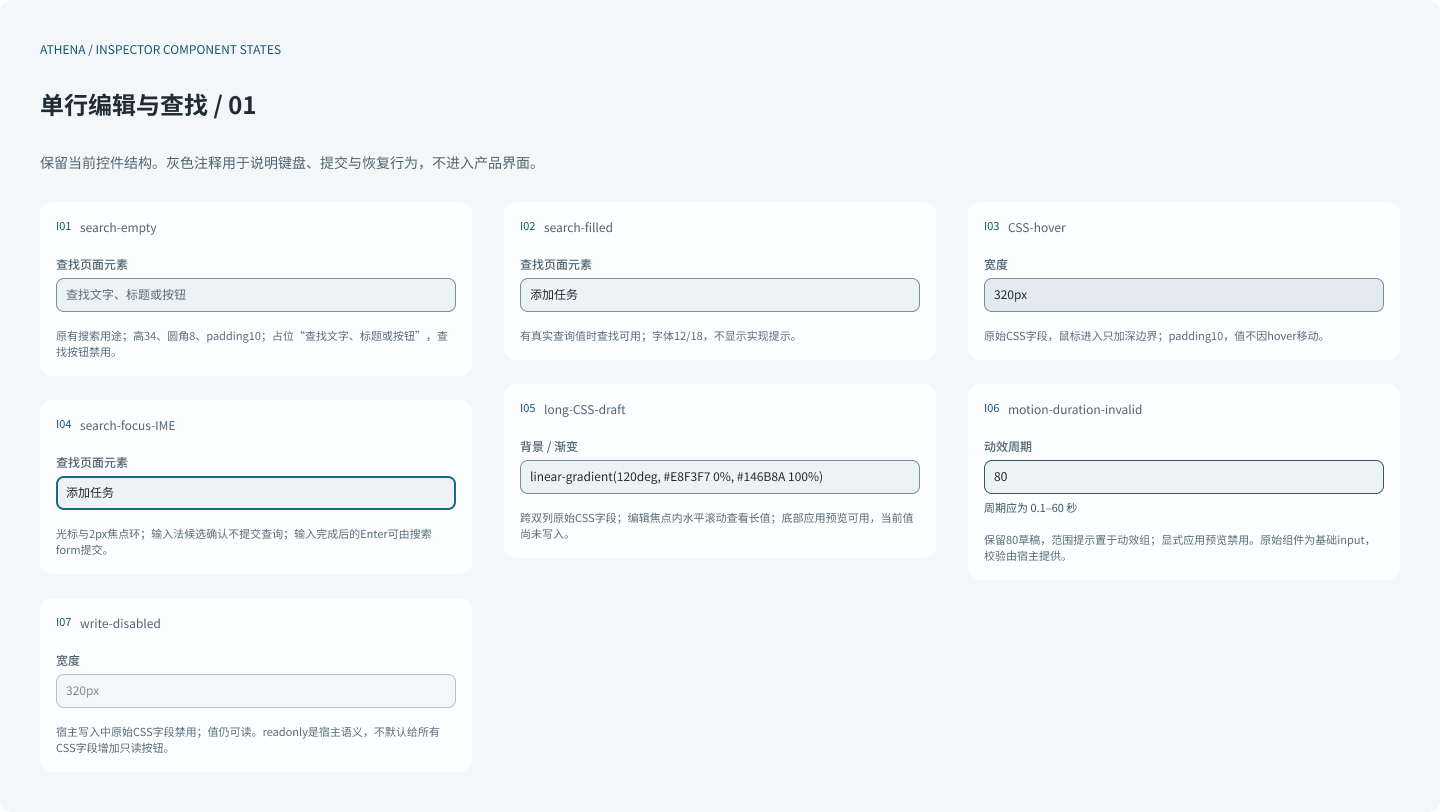 ATHENA / INSPECTOR COMPONENT STATES
单行编辑与查找 / 01
保留当前控件结构。灰色注释用于说明键盘、提交与恢复行为，不进入产品界面。
I01 search-empty
查找页面元素
查找文字、标题或按钮
原有搜索用途；高34、圆角8、padding10；占位“查找文字、标题或按钮”，查
找按钮禁用。
I02 search-filled
查找页面元素
添加任务
有真实查询值时查找可用；字体12/18，不显示实现提示。
I03 CSS-hover
宽度
320px
原始CSS字段，鼠标进入只加深边界；padding10，值不因hover移动。
I04 search-focus-IME
查找页面元素
添加任务
光标与2px焦点环；输入法候选确认不提交查询；输入完成后的Enter可由搜索
form提交。
I05 long-CSS-draft
背景 / 渐变
linear-gradient(120deg, #E8F3F7 0%, #146B8A 100%)
跨双列原始CSS字段；编辑焦点内水平滚动查看长值；底部应用预览可用，当前值
尚未写入。
I06 motion-duration-invalid
动效周期
80
周期应为 0.1–60 秒
保留80草稿，范围提示置于动效组；显式应用预览禁用。原始组件为基础input，
校验由宿主提供。
I07 write-disabled
宽度
320px
宿主写入中原始CSS字段禁用；值仍可读。readonly是宿主语义，不默认给所有
CSS字段增加只读按钮。